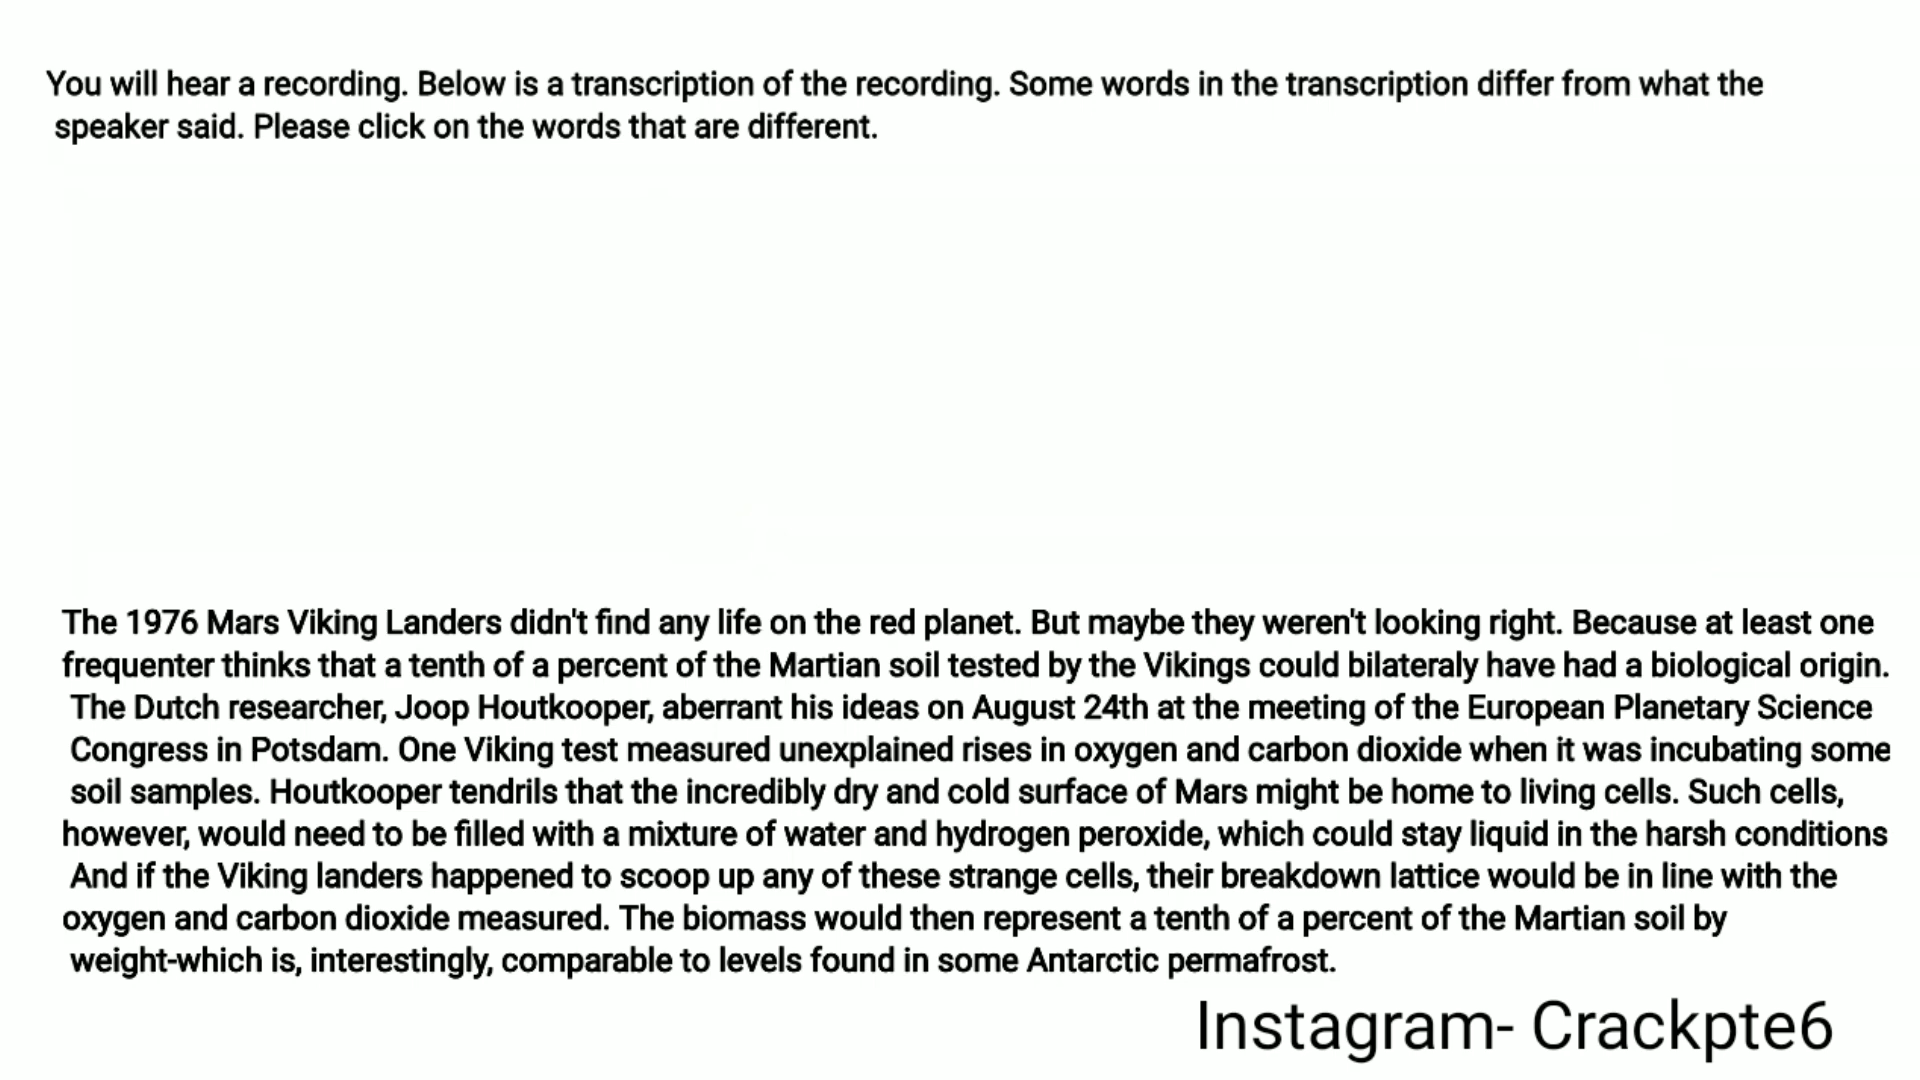 You will hear a recording. Below is a transcription of the recording. Some words in the transcription differ from what the
speaker said. Please click on the words that are different.
The 1976 Mars Viking Landers didn't find any life on the red planet. But maybe they weren't looking right. Because at least one
frequenter thinks that a tenth of a percent of the Martian soil tested by the Vikings could bilateraly have had a biological origin.
The Dutch researcher, Joop Houtkooper, aberrant his ideas on August 24th at the meeting of the European Planetary Science
Congress in Potsdam. One Viking test measured unexplained rises in oxygen and carbon dioxide when it was incubating some
soil samples. Houtkooper tendrils that the incredibly dry and cold surface of Mars might be home to living cells. Such cells,
however, would need to be filled with a mixture of water and hydrogen peroxide, which could stay liquid in the harsh conditions
And if the Viking landers happened to scoop up any of these strange cells, their breakdown lattice would be in line with the
oxygen and carbon dioxide measured. The biomass would then represent a tenth of a percent of the Martian soil by
weight-which is, interestingly, comparable to levels found in some Antarctic permafrost.
Instagram- Crackpte6